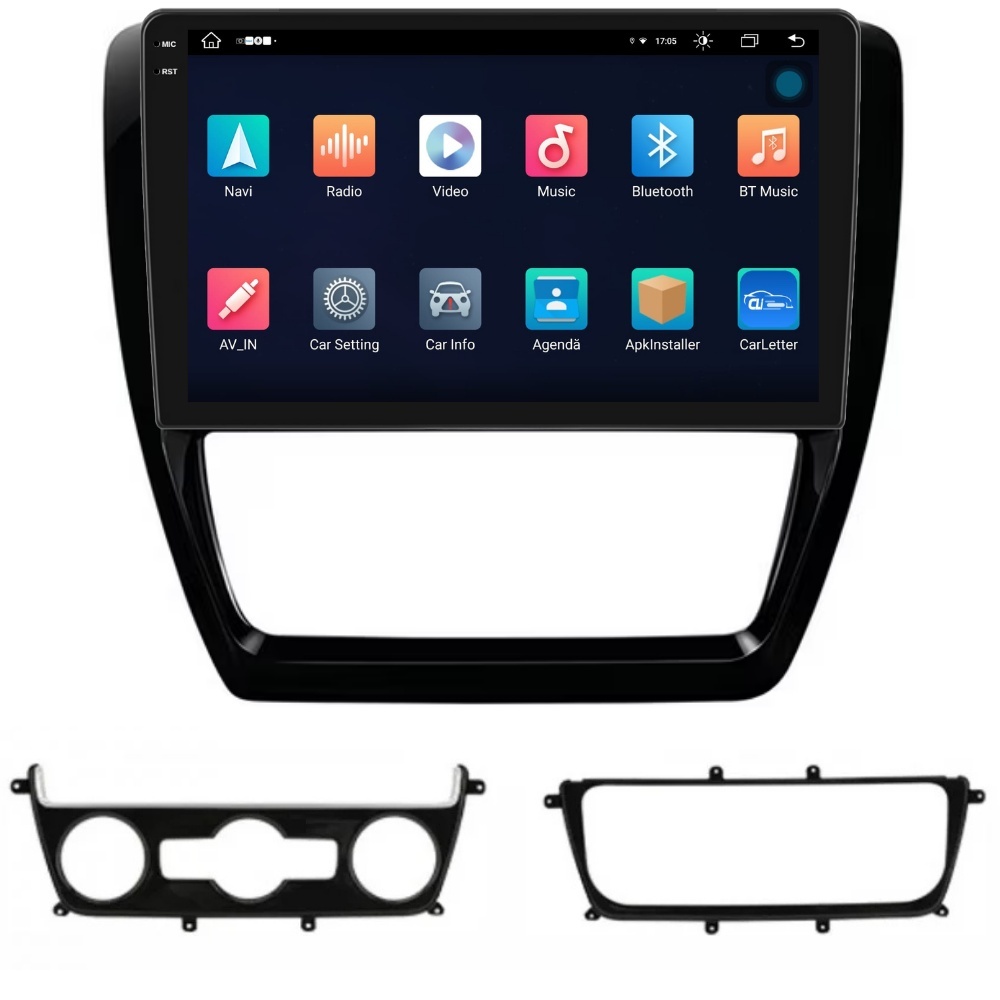 MIC
17:05
RST
Navi
Radio
Video
Music
Bluetooth
BT Music
AV_IN
Car Setting
Car Info
Agendă
ApkInstaller
CarLetter